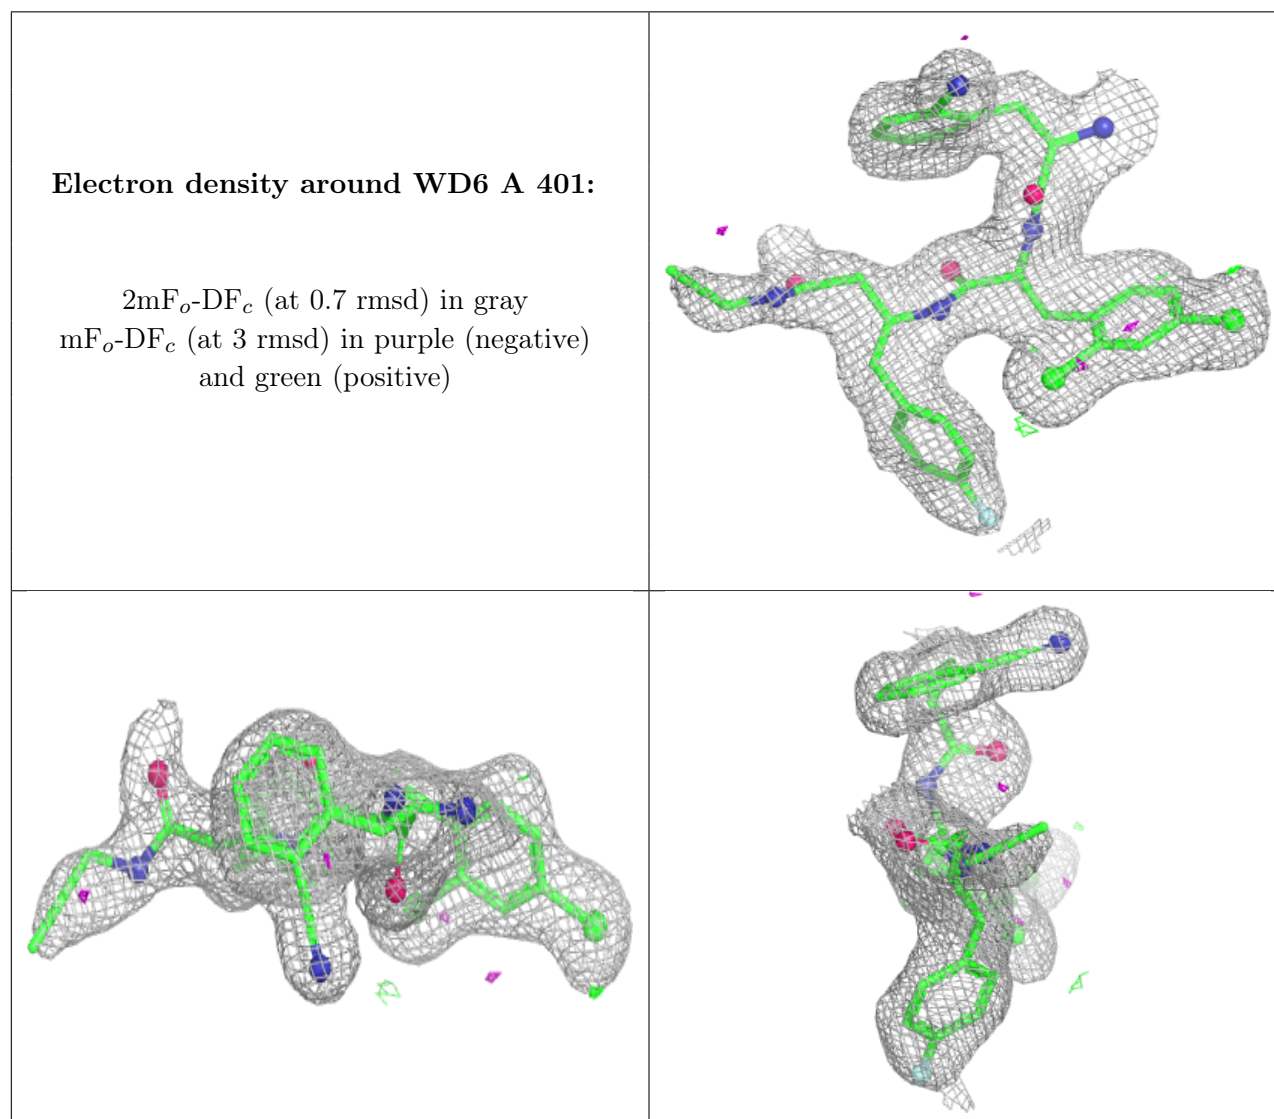 Electron density around WD6 A 401:
2mFo-DFc (at 0.7 rmsd) in gray
mFo-DFc (at 3 rmsd) in purple (negative)
and green (positive)